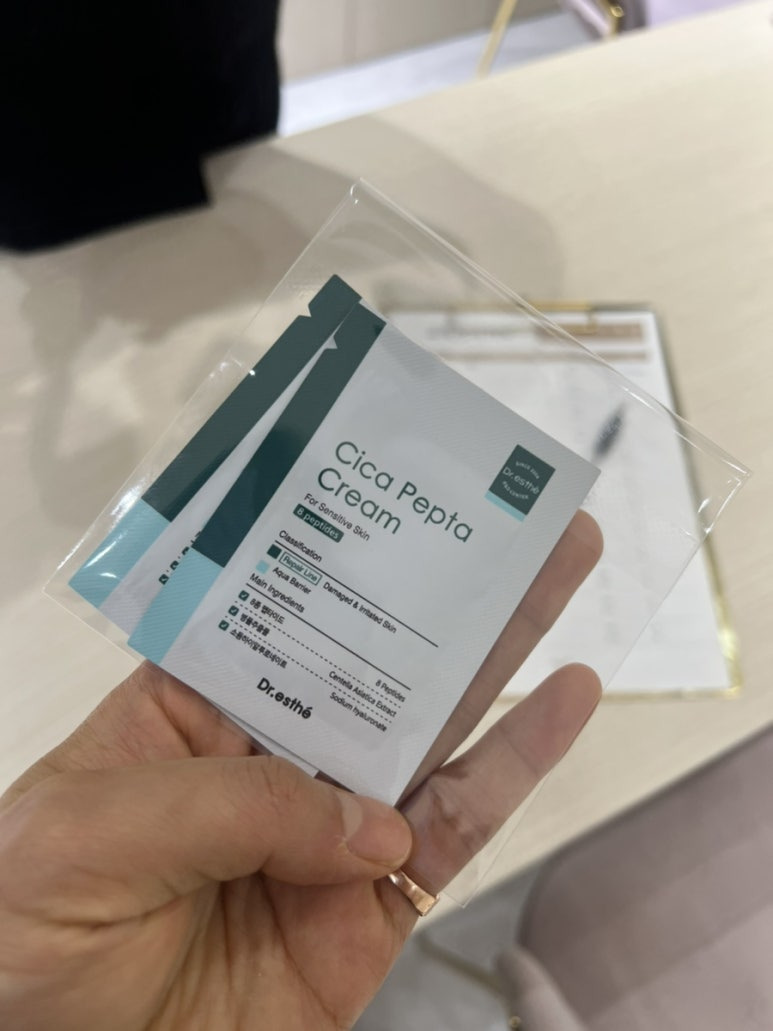 Dr.esthé
Cica Pepta
Cream
For Sensitive Skin
8 peptides
Classification
Repair Line Damaged & Irritated Skin
Aqua Barrier
Main Ingredients
8종 펩타이드 8 Peptides
병풀추출물 Centella Asiatica Extract
소듐하이알루로네이트 Sodium hyaluronate
Dr.esthé